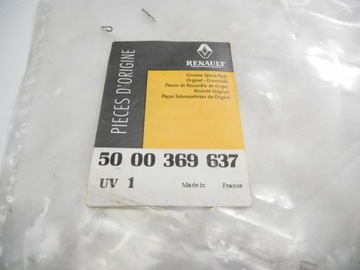 PIECES D'ORIGINE
RENAULT
Genuine Spare Parts
Original - Ersatzteile
Piezas de Recambio de Origen
Ricambi Originali
Peças Sobresselentes de Origem
50 00 369 637
UV 1 Made in France